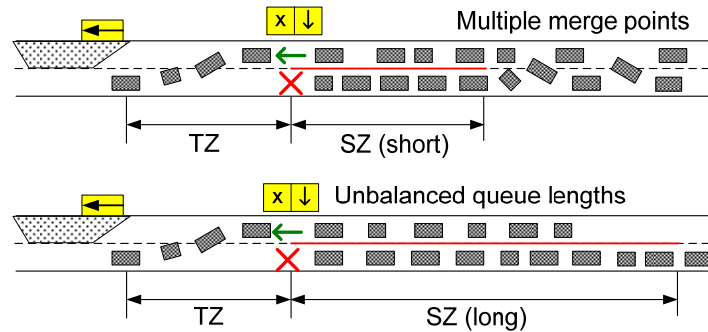 x ↓ Multiple merge points
TZ SZ (short)
x ↓ Unbalanced queue lengths
TZ SZ (long)